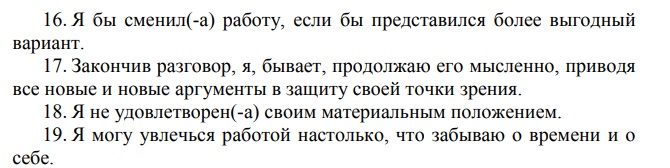 16. Я бы сменил(-а) работу, если бы представился более выгодный
вариант.
17. Закончив разговор, я, бывает, продолжаю его мысленно, приводя
все новые и новые аргументы в защиту своей точки зрения.
18. Я не удовлетворен(-а) своим материальным положением.
19. Я могу увлечься работой настолько, что забываю о времени и о
себе.